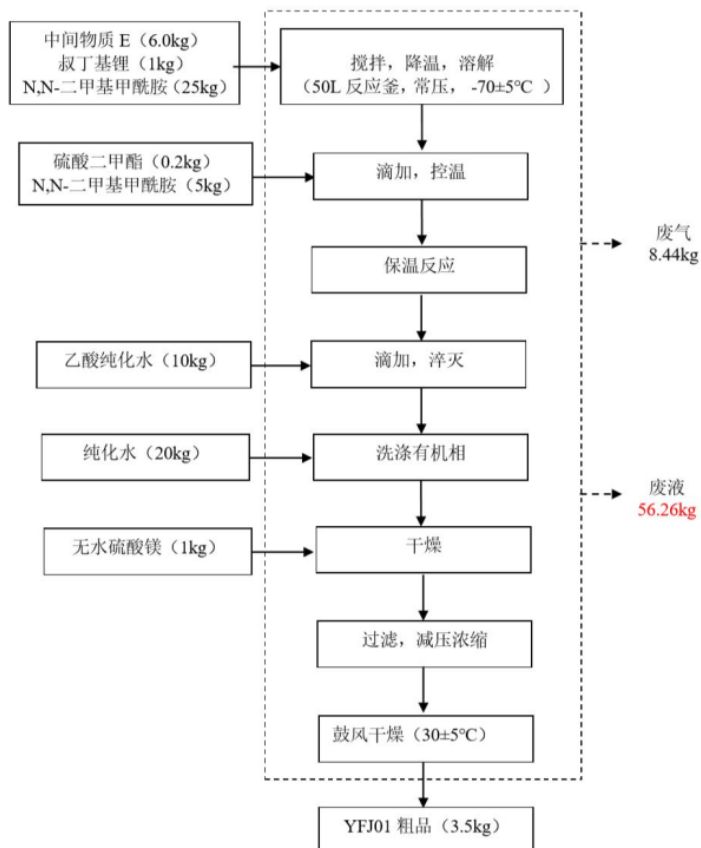 中间物质 E（6.0kg）
叔丁基锂（1kg）
N,N-二甲基甲酰胺（25kg）
搅拌，降温，溶解
（50L 反应釜，常压， -70±5℃ ）
硫酸二甲酯（0.2kg）
N,N-二甲基甲酰胺（5kg）
滴加，控温
废气
8.44kg
保温反应
乙酸纯化水（10kg）
滴加，淬灭
纯化水（20kg）
洗涤有机相
废液
56.26kg
无水硫酸镁（1kg）
干燥
过滤，减压浓缩
鼓风干燥（30±5℃）
YFJ01 粗品（3.5kg）